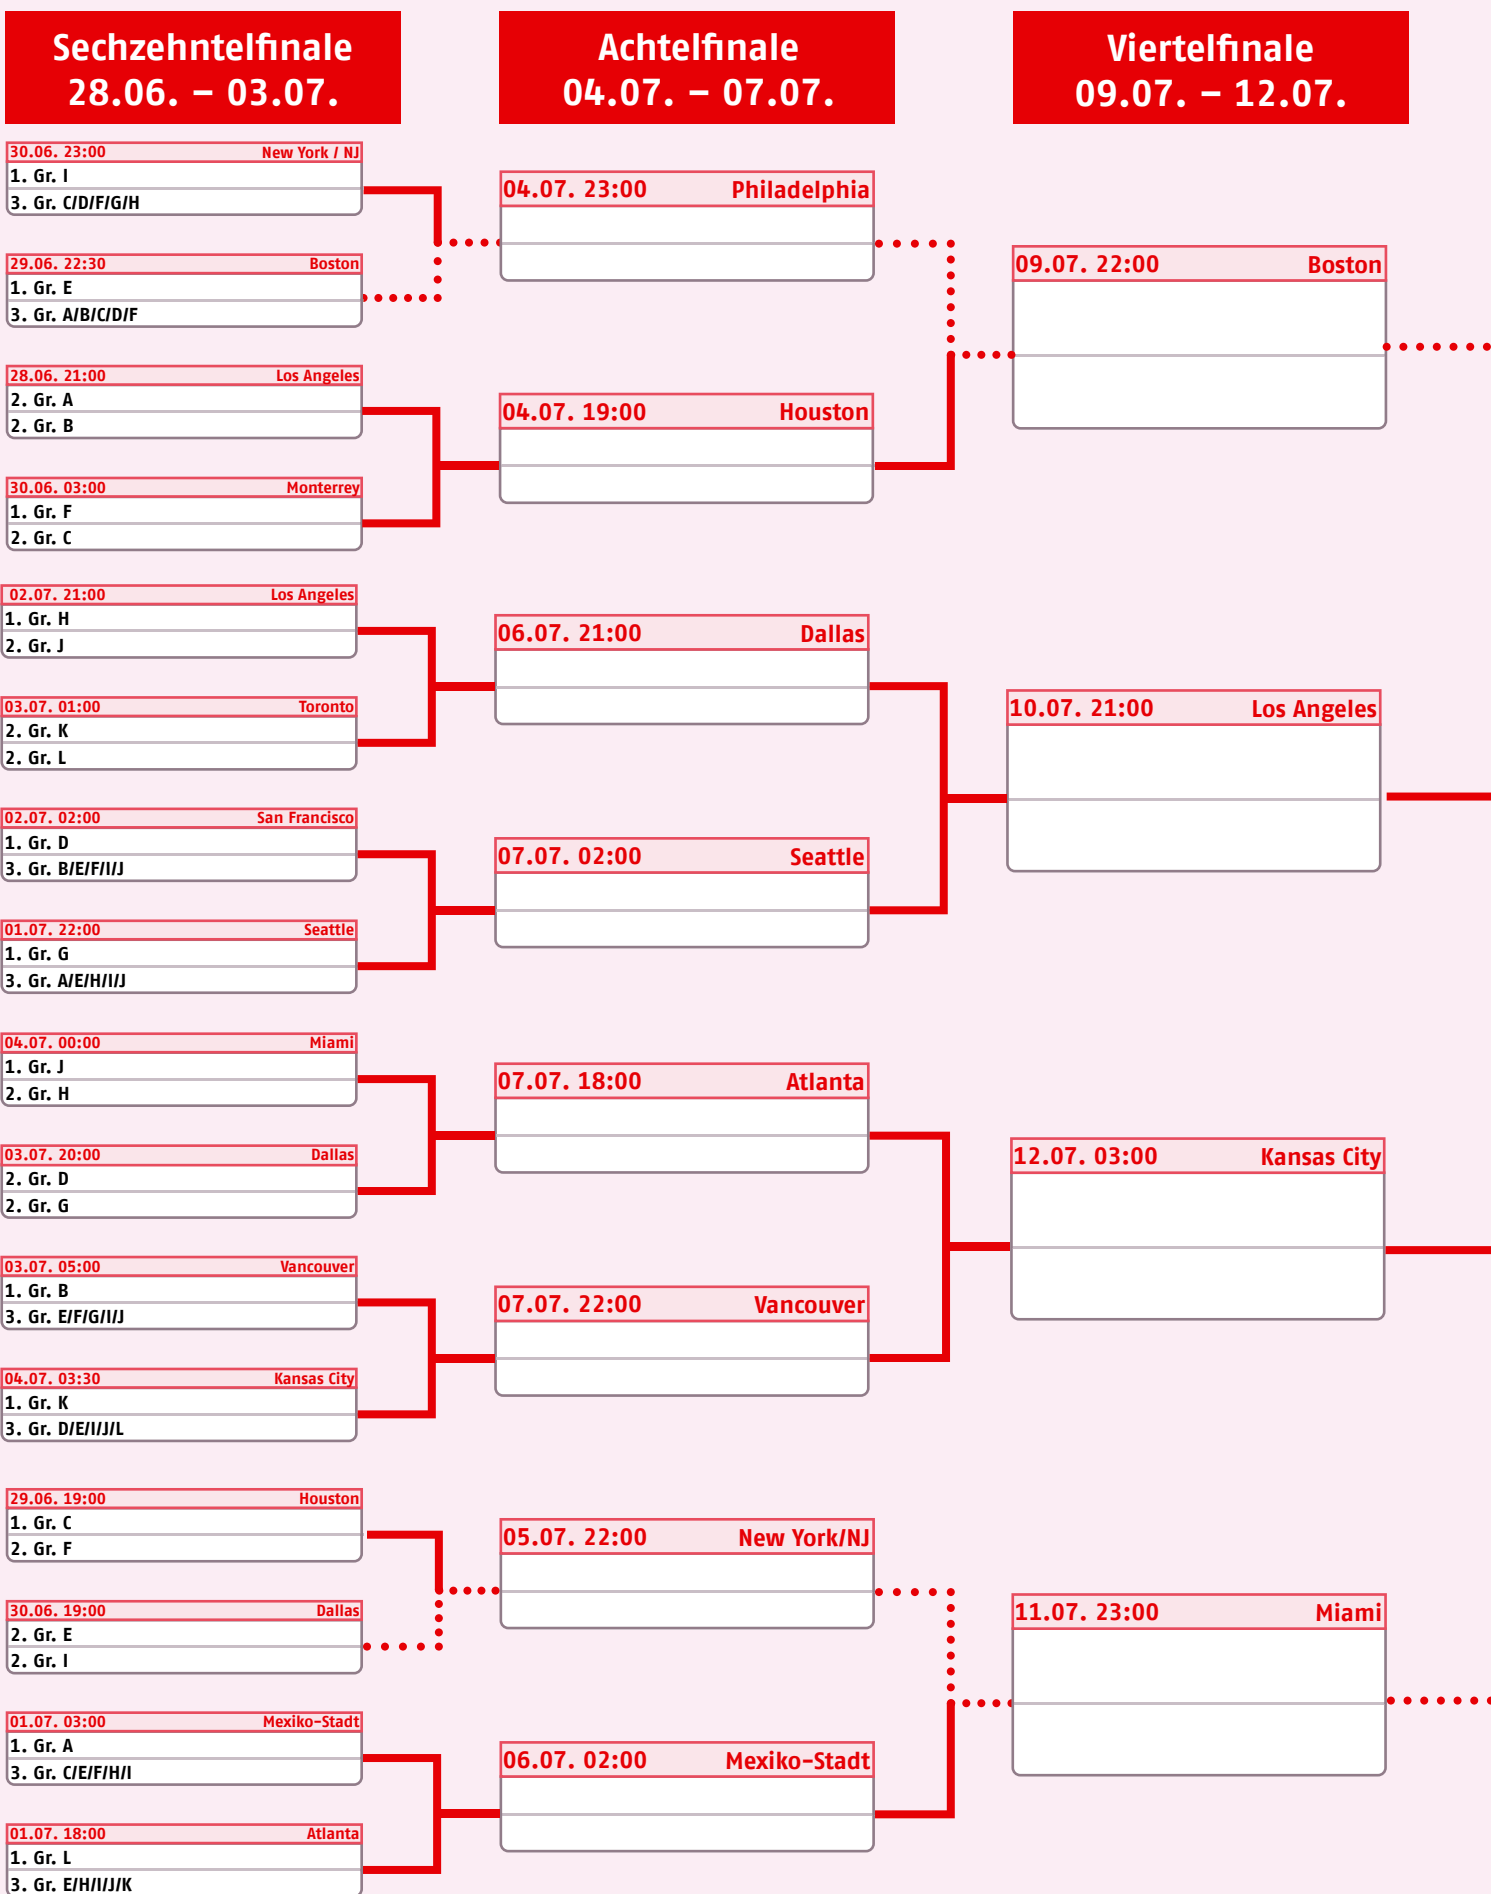 Sechzehntelfinale
28.06. – 03.07.
Achtelfinale
04.07. – 07.07.
Viertelfinale
09.07. – 12.07.
30.06. 23:00 New York / NJ
1. Gr. I
3. Gr. C/D/F/G/H
29.06. 22:30 Boston
1. Gr. E
3. Gr. A/B/C/D/F
28.06. 21:00 Los Angeles
2. Gr. A
2. Gr. B
30.06. 03:00 Monterrey
1. Gr. F
2. Gr. C
02.07. 21:00 Los Angeles
1. Gr. H
2. Gr. J
03.07. 01:00 Toronto
2. Gr. K
2. Gr. L
02.07. 02:00 San Francisco
1. Gr. D
3. Gr. B/E/F/I/J
01.07. 22:00 Seattle
1. Gr. G
3. Gr. A/E/H/I/J
04.07. 00:00 Miami
1. Gr. J
2. Gr. H
03.07. 20:00 Dallas
2. Gr. D
2. Gr. G
03.07. 05:00 Vancouver
1. Gr. B
3. Gr. E/F/G/I/J
04.07. 03:30 Kansas City
1. Gr. K
3. Gr. D/E/I/J/L
29.06. 19:00 Houston
1. Gr. C
2. Gr. F
30.06. 19:00 Dallas
2. Gr. E
2. Gr. I
01.07. 03:00 Mexiko-Stadt
1. Gr. A
3. Gr. C/E/F/H/I
01.07. 18:00 Atlanta
1. Gr. L
3. Gr. E/H/I/J/K
04.07. 23:00 Philadelphia
04.07. 19:00 Houston
06.07. 21:00 Dallas
07.07. 02:00 Seattle
07.07. 18:00 Atlanta
07.07. 22:00 Vancouver
05.07. 22:00 New York/NJ
06.07. 02:00 Mexiko-Stadt
09.07. 22:00 Boston
10.07. 21:00 Los Angeles
12.07. 03:00 Kansas City
11.07. 23:00 Miami